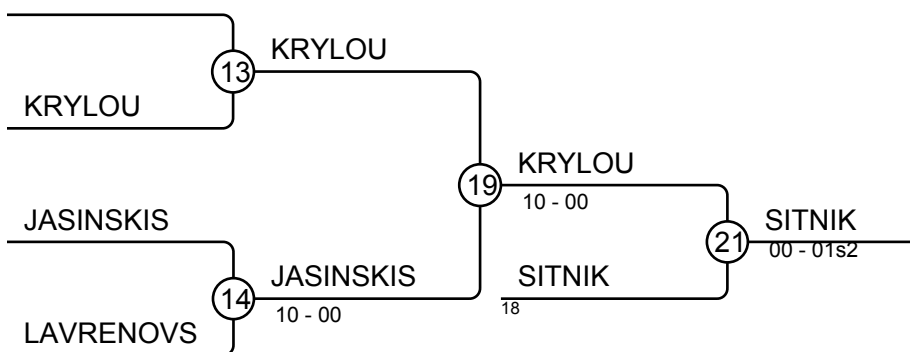 KRYLOU
13
KRYLOU
KRYLOU
19
10 - 00
JASINSKIS
SITNIK
21
00 - 01s2
JASINSKIS
SITNIK
14
10 - 00
18
LAVRENOVS